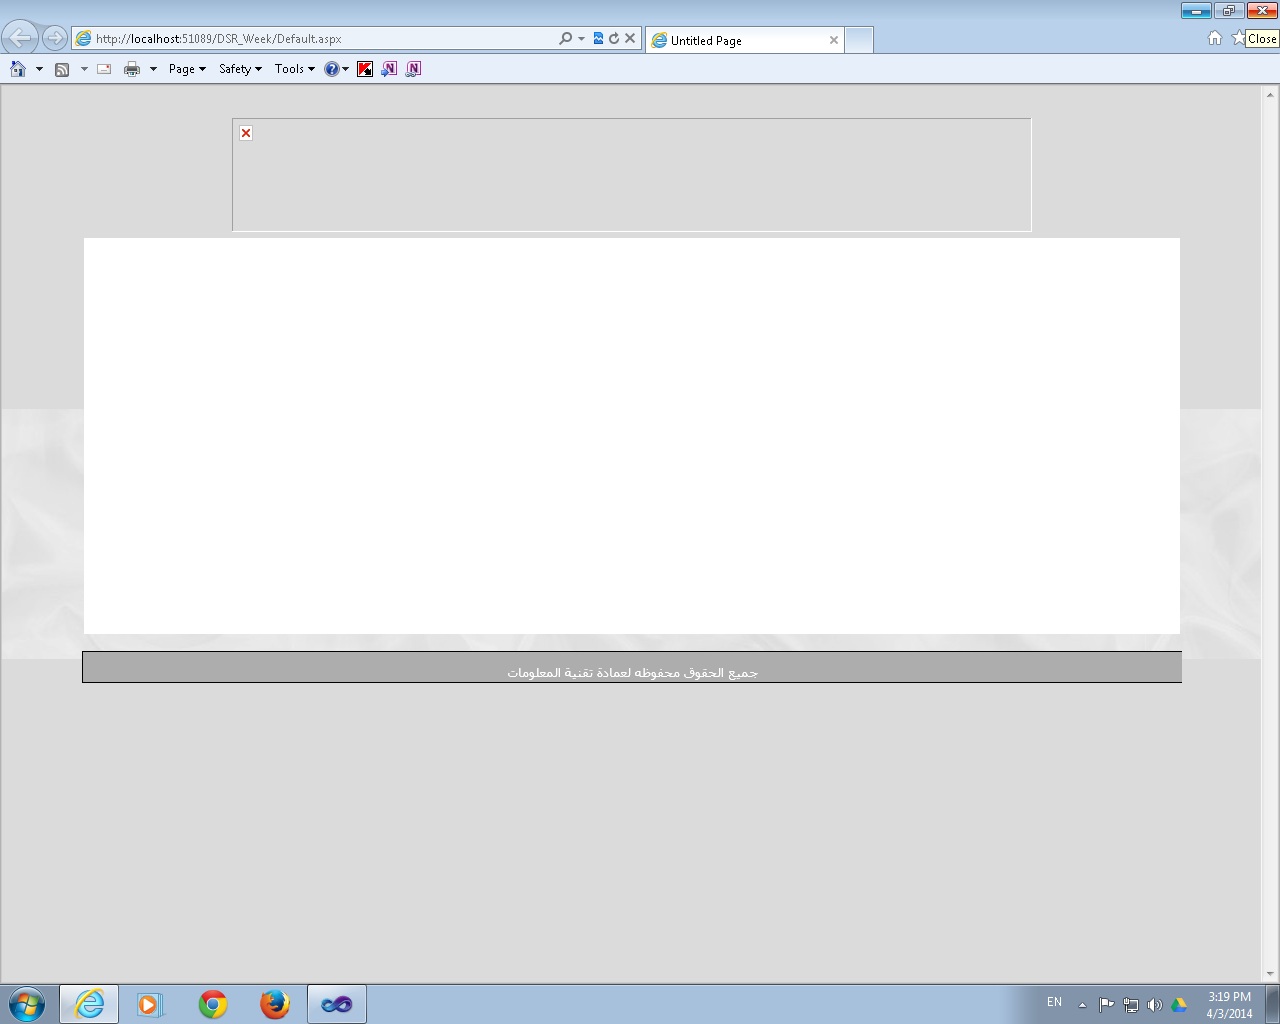 Close
http://localhost:51089/DSR_Week/Default.aspx
Untitled Page
Page Safety Tools
جميع الحقوق محفوظه لعمادة تقنية المعلومات
EN
3:19 PM
4/3/2014